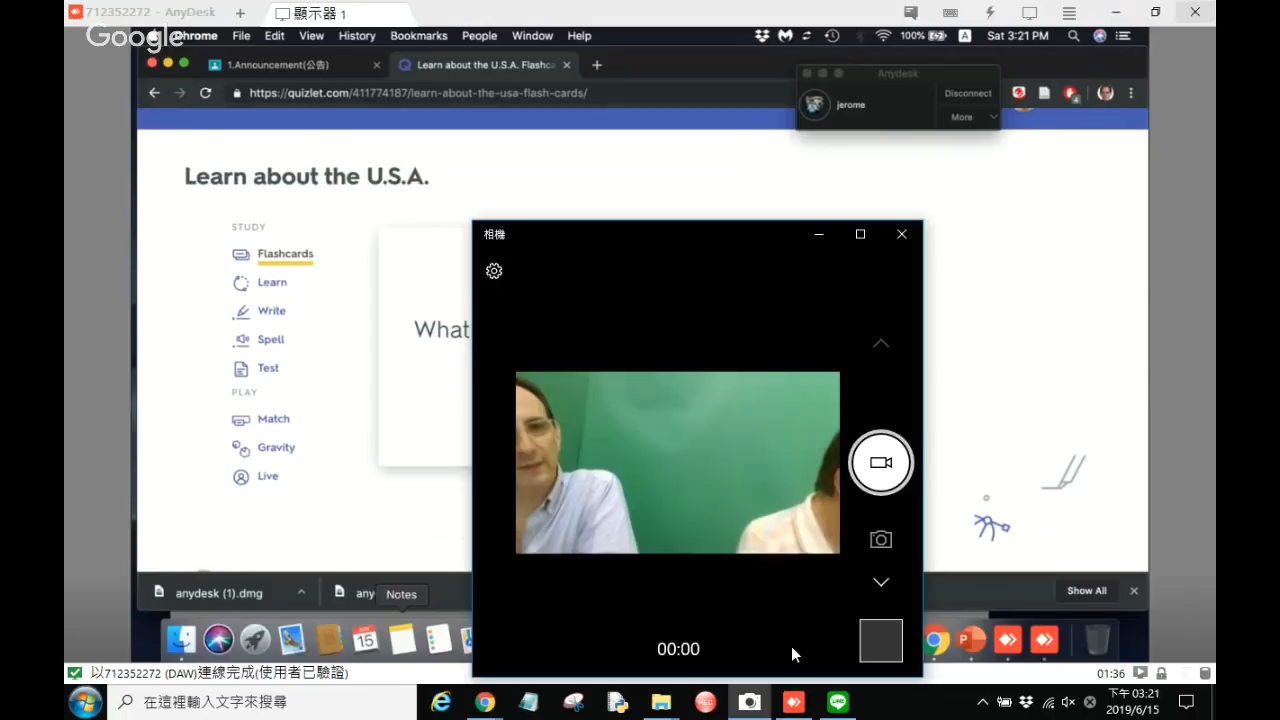 712352272 - AnyDesk
顯示器 1
Google
Chrome File Edit View History Bookmarks People Window Help
100% A Sat 3:21 PM
1.Announcement(公告)
Learn about the U.S.A. Flashc
https://quizlet.com/411774187/learn-about-the-usa-flash-cards/
Anydesk
jerome
Disconnect
More
Learn about the U.S.A.
STUDY
Flashcards
Learn
Write
Spell
Test
PLAY
Match
Gravity
Live
What
相機
00:00
anydesk (1).dmg
any
Notes
Show All
15
以712352272 (DAW)連線完成(使用者已驗證)
01:36
在這裡輸入文字來搜尋
REC
LINE
下午 03:21
2019/6/15